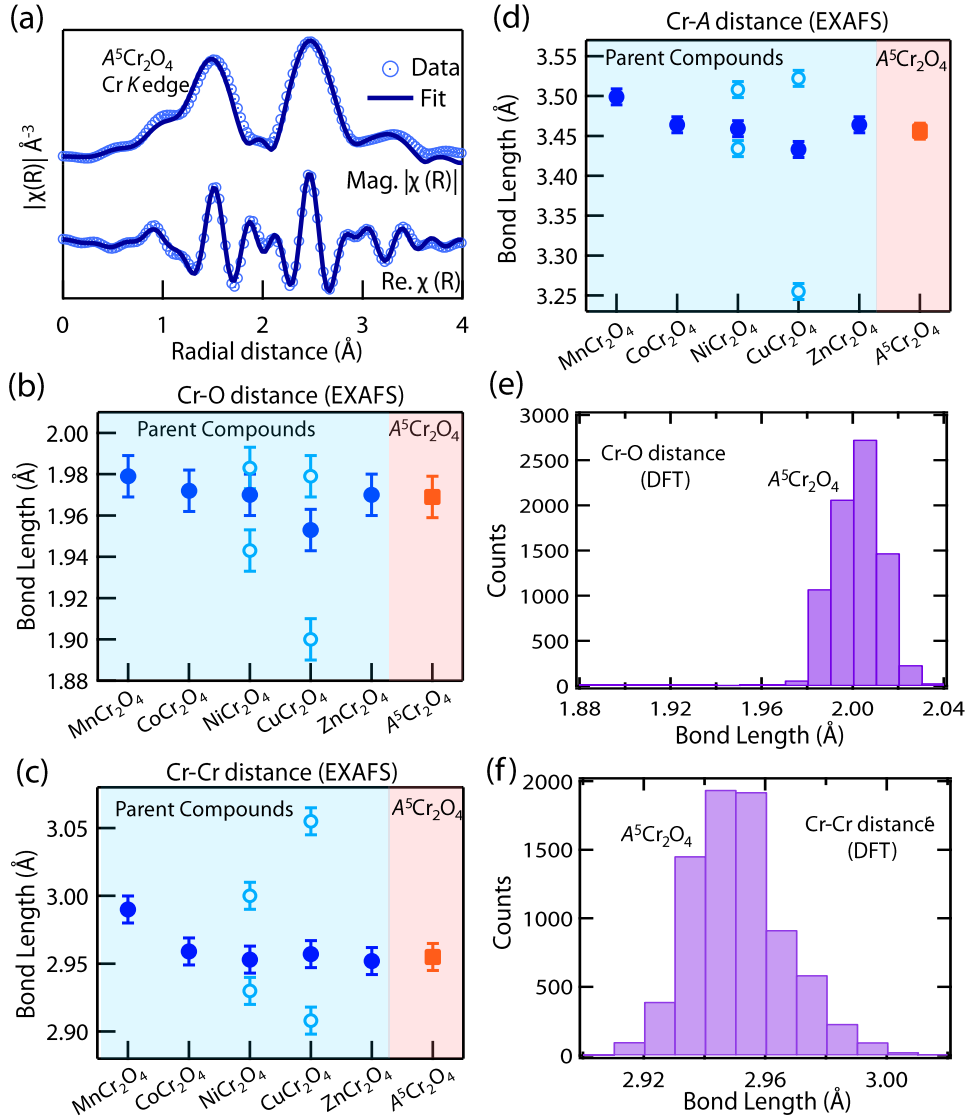 (a)
A⁵Cr₂O₄
Cr K edge
Data
Fit
Mag. |χ (R)|
Re. χ (R)
|χ(R)| Å⁻³
0 1 2 3 4
Radial distance (Å)
(b)
Cr-O distance (EXAFS)
Parent Compounds
A⁵Cr₂O₄
Bond Length (Å)
2.00
1.98
1.96
1.94
1.92
1.90
1.88
MnCr₂O₄ CoCr₂O₄ NiCr₂O₄ CuCr₂O₄ ZnCr₂O₄ A⁵Cr₂O₄
(c)
Cr-Cr distance (EXAFS)
Parent Compounds
A⁵Cr₂O₄
Bond Length (Å)
3.05
3.00
2.95
2.90
MnCr₂O₄ CoCr₂O₄ NiCr₂O₄ CuCr₂O₄ ZnCr₂O₄ A⁵Cr₂O₄
(d)
Cr-A distance (EXAFS)
Parent Compounds
A⁵Cr₂O₄
Bond Length (Å)
3.55
3.50
3.45
3.40
3.35
3.30
3.25
MnCr₂O₄ CoCr₂O₄ NiCr₂O₄ CuCr₂O₄ ZnCr₂O₄ A⁵Cr₂O₄
(e)
Cr-O distance
(DFT)
A⁵Cr₂O₄
Counts
3000
2500
2000
1500
1000
500
0
1.88 1.92 1.96 2.00 2.04
Bond Length (Å)
(f)
A⁵Cr₂O₄
Cr-Cr distance
(DFT)
Counts
2000
1500
1000
500
0
2.92 2.96 3.00
Bond Length (Å)